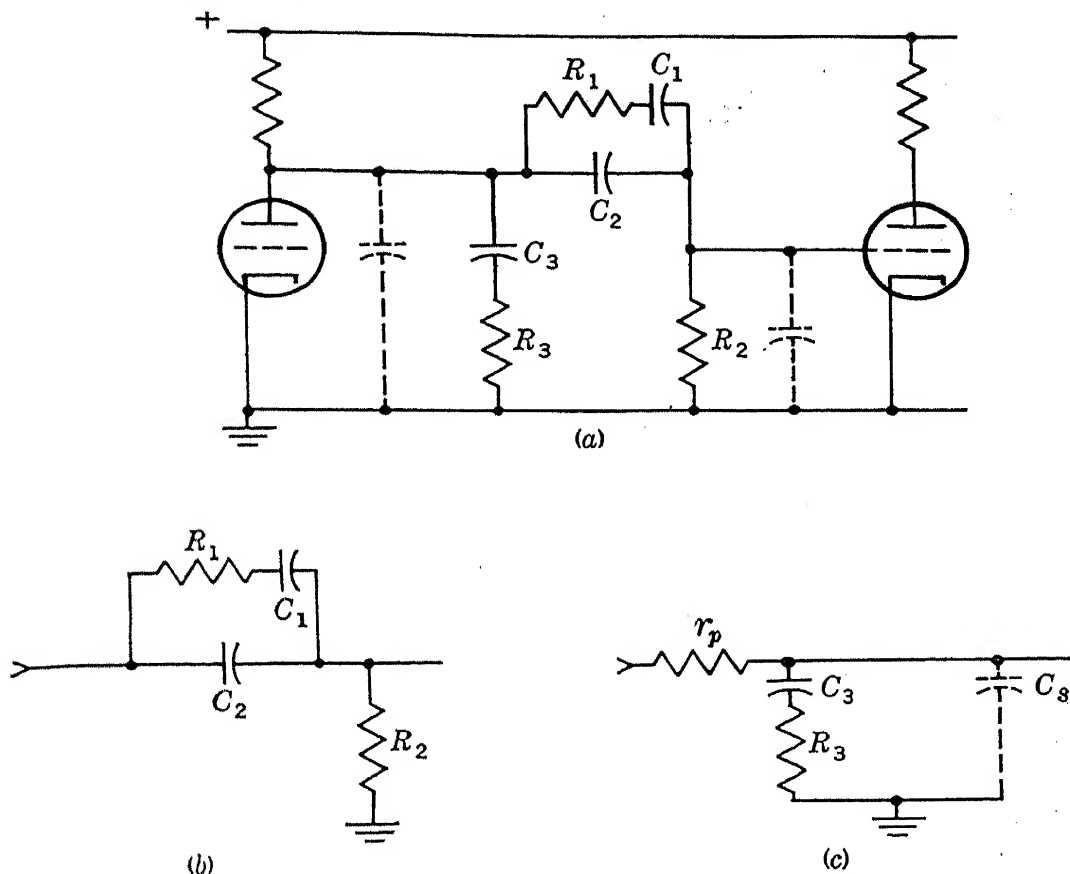 +
R₁
C₁
C₂
C₃
R₃
R₂
(a)
R₁
C₁
C₂
R₂
(b)
rₚ
C₃
R₃
Cₛ
(c)